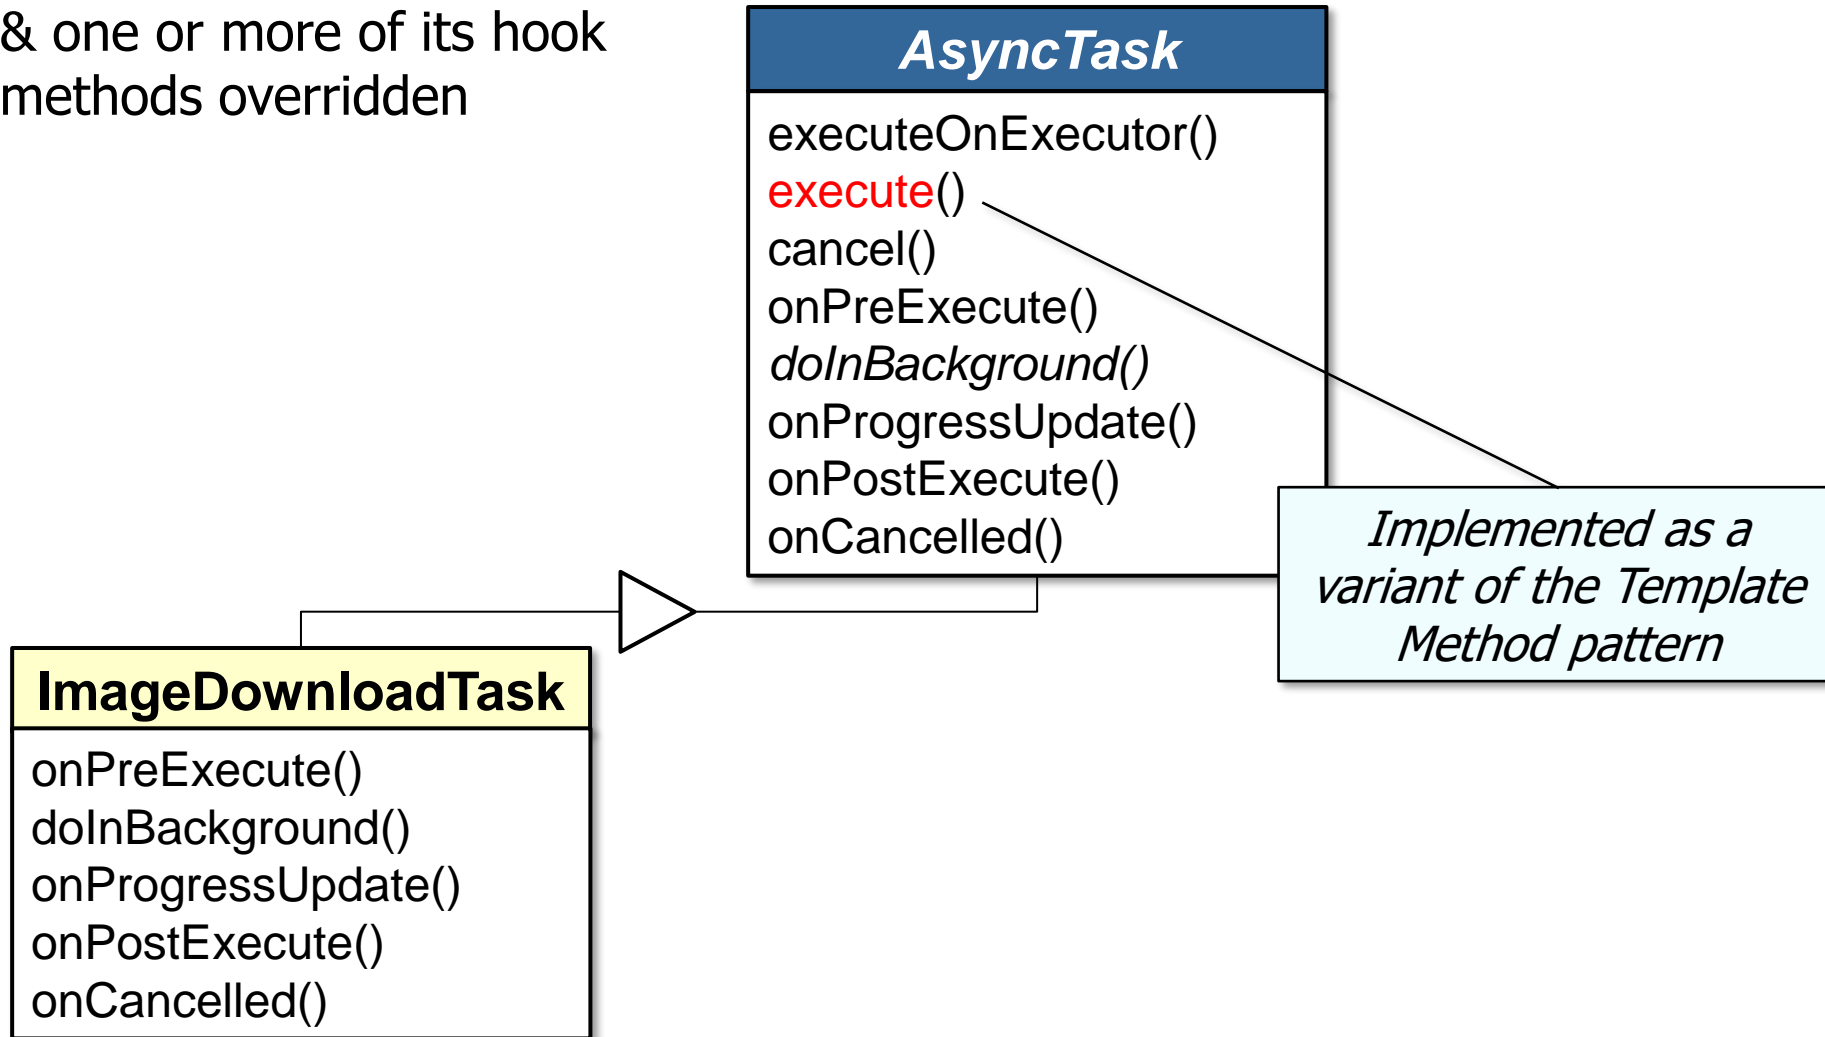 & one or more of its hook
methods overridden
AsyncTask
executeOnExecutor()
execute()
cancel()
onPreExecute()
doInBackground()
onProgressUpdate()
onPostExecute()
onCancelled()
Implemented as a
variant of the Template
Method pattern
ImageDownloadTask
onPreExecute()
doInBackground()
onProgressUpdate()
onPostExecute()
onCancelled()